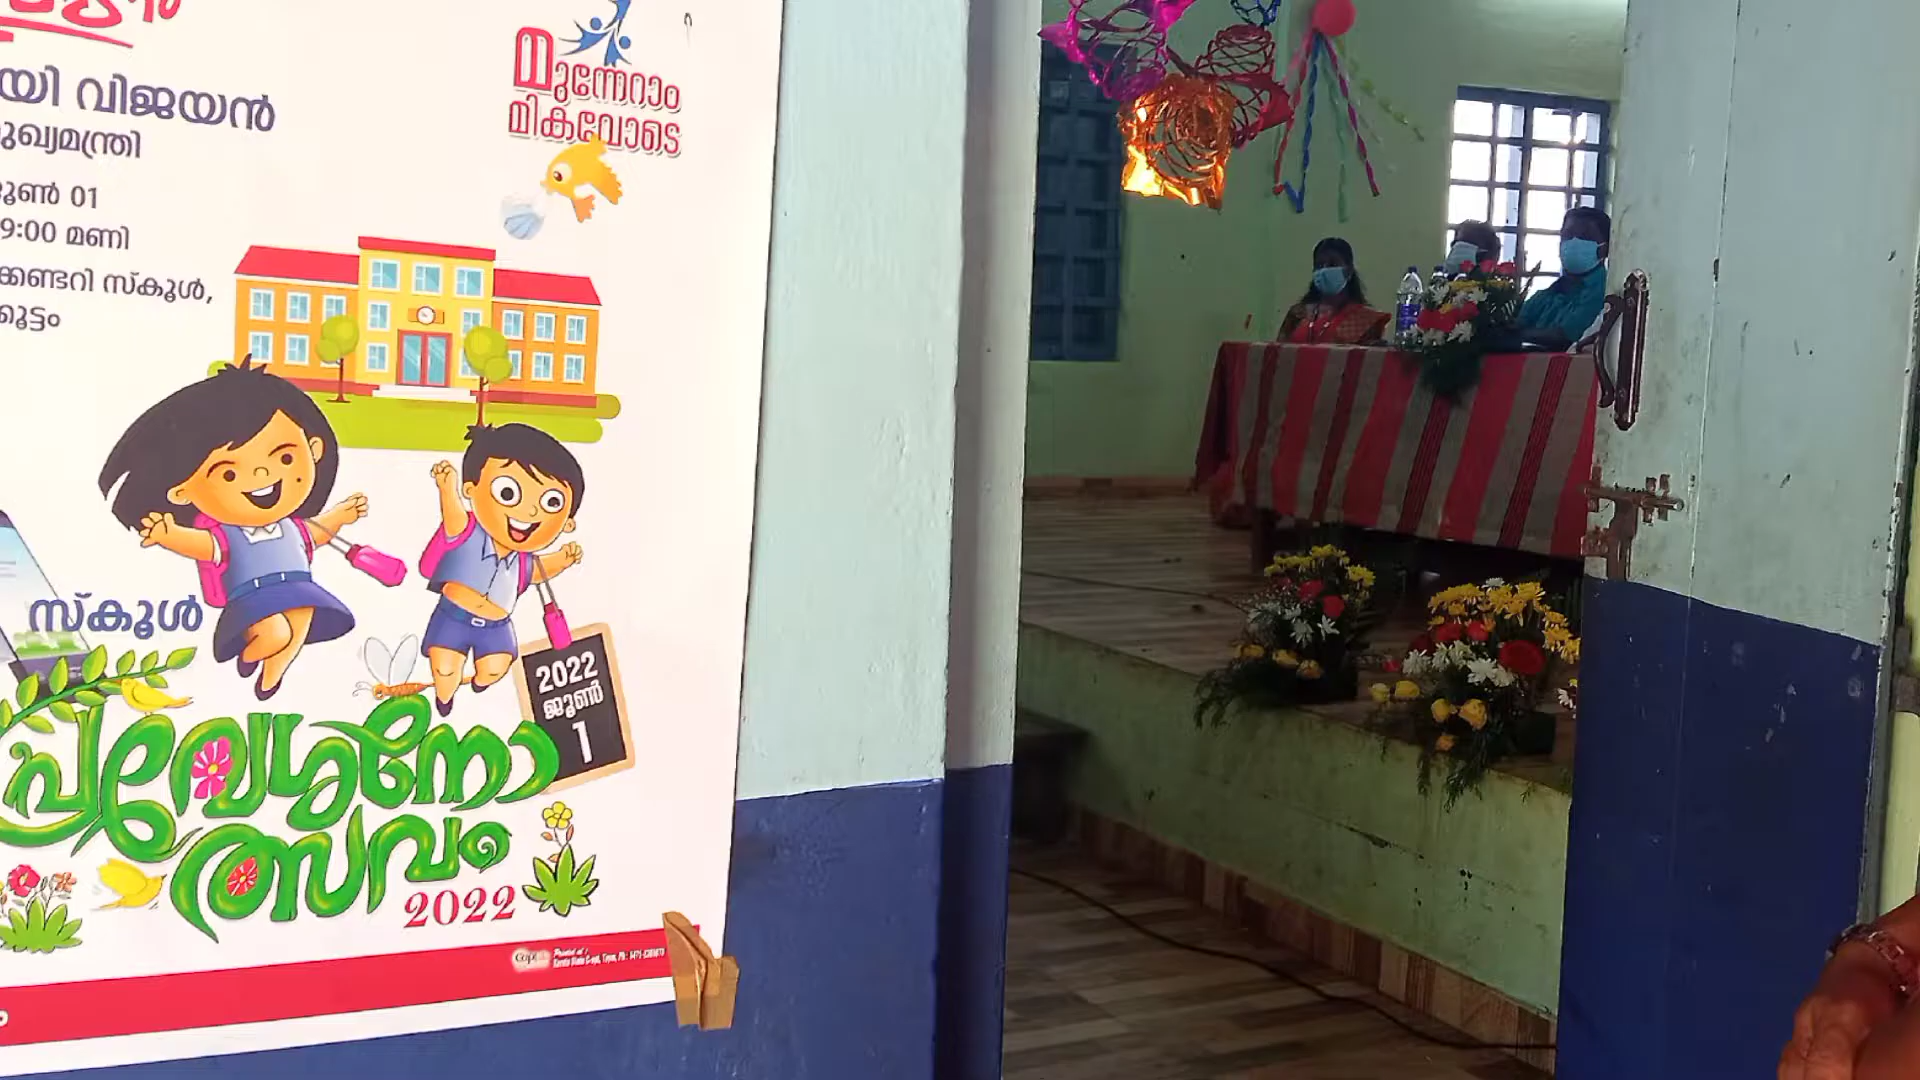 യി വിജയൻ
മുഖ്യമന്ത്രി
ജൂൺ 01
9:00 മണി
ക്കണ്ടറി സ്കൂൾ,
ക്കൂട്ടം
മുന്നേറാം
മികവോടെ
സ്കൂൾ
2022
ജൂൺ
1
പ്രവേശനോ
ത്സവം
2022